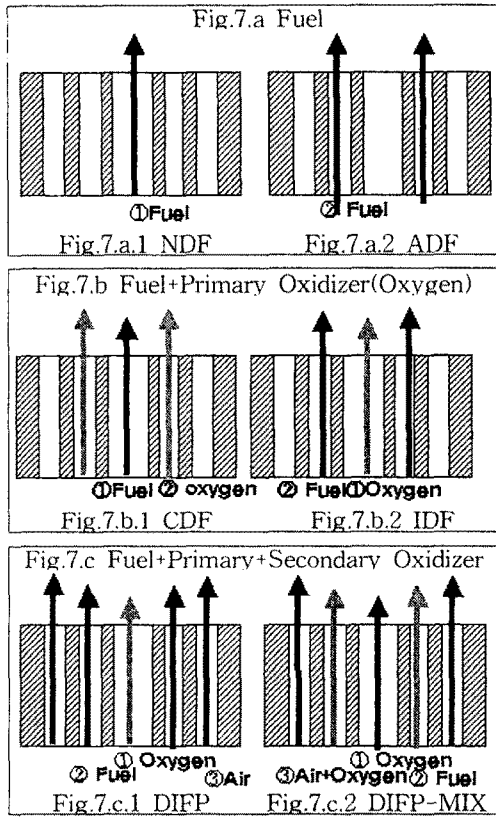 Fig.7.a Fuel
①Fuel
② Fuel
Fig.7.a.1 NDF
Fig.7.a.2 ADF
Fig.7.b Fuel+Primary Oxidizer(Oxygen)
①Fuel ② oxygen
② Fuel①Oxygen
Fig.7.b.1 CDF
Fig.7.b.2 IDF
Fig.7.c Fuel+Primary+Secondary Oxidizer
① Oxygen
② Fuel
③Air
① Oxygen
③Air+Oxygen
② Fuel
Fig.7.c.1 DIFP
Fig.7.c.2 DIFP-MIX